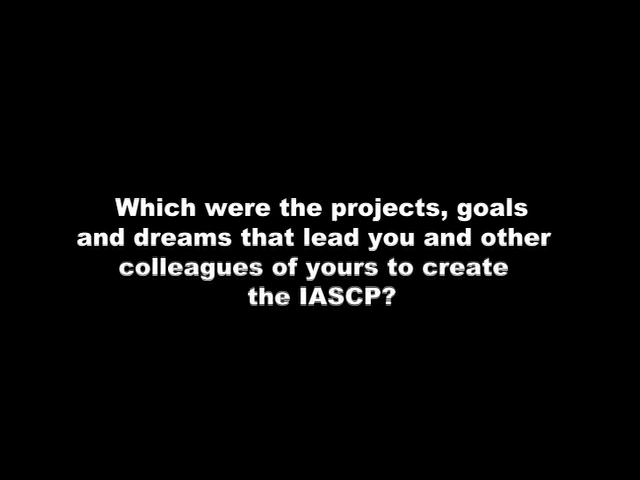 Which were the projects, goals
and dreams that lead you and other
colleagues of yours to create
the IASCP?